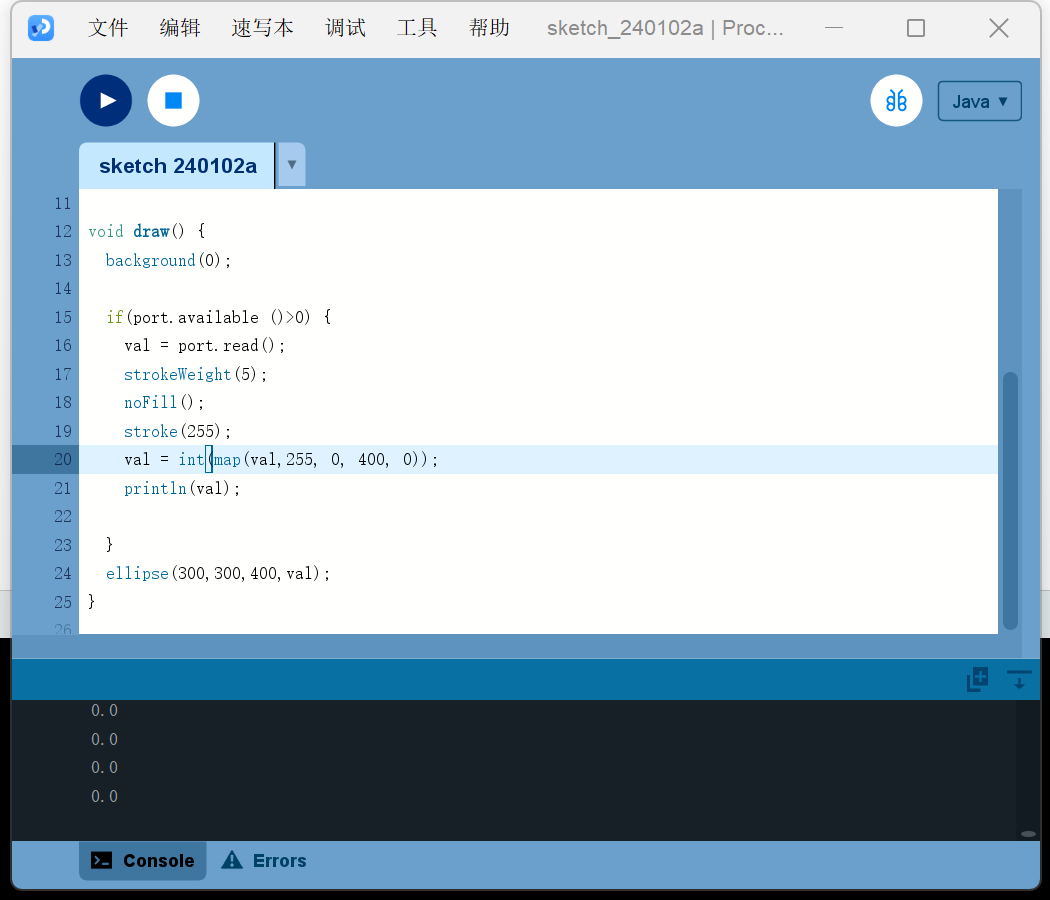 文件 编辑 速写本 调试 工具 帮助 sketch_240102a | Proc...
Java ▼
sketch 240102a ▼
11
12 void draw() {
13 background(0);
14
15 if(port.available ()>0) {
16 val = port.read();
17 strokeWeight(5);
18 noFill();
19 stroke(255);
20 val = int(map(val,255, 0, 400, 0));
21 println(val);
22
23 }
24 ellipse(300,300,400,val);
25 }
26
0.0
0.0
0.0
0.0
Console Errors